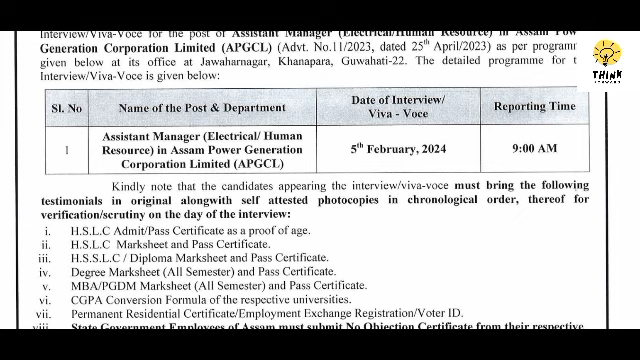 Interview/Viva-Voce for the post of Assistant Manager (Electrical/Human Resource) in Assam Pow
Generation Corporation Limited (APGCL) (Advt. No.11/2023, dated 25th April/2023) as per programm
given below at its office at Jawaharnagar, Khanapara, Guwahati-22. The detailed programme for t
Interview/Viva-Voce is given below:
THINK
Sl. No
Name of the Post & Department
Date of Interview/
Viva - Voce
Reporting Time
1
Assistant Manager (Electrical/ Human
Resource) in Assam Power Generation
Corporation Limited (APGCL)
5th February, 2024
9:00 AM
Kindly note that the candidates appearing the interview/viva-voce must bring the following
testimonials in original alongwith self attested photocopies in chronological order, thereof for
verification/scrutiny on the day of the interview:
i. H.S.L.C Admit/Pass Certificate as a proof of age.
ii. H.S.L.C Marksheet and Pass Certificate.
iii. H.S.S.L.C / Diploma Marksheet and Pass Certificate.
iv. Degree Marksheet (All Semester) and Pass Certificate.
v. MBA/PGDM Marksheet (All Semester) and Pass Certificate.
vi. CGPA Conversion Formula of the respective universities.
vii. Permanent Residential Certificate/Employment Exchange Registration/Voter ID.
viii. State Government Employees of Assam must submit No Objection Certificate from their respective